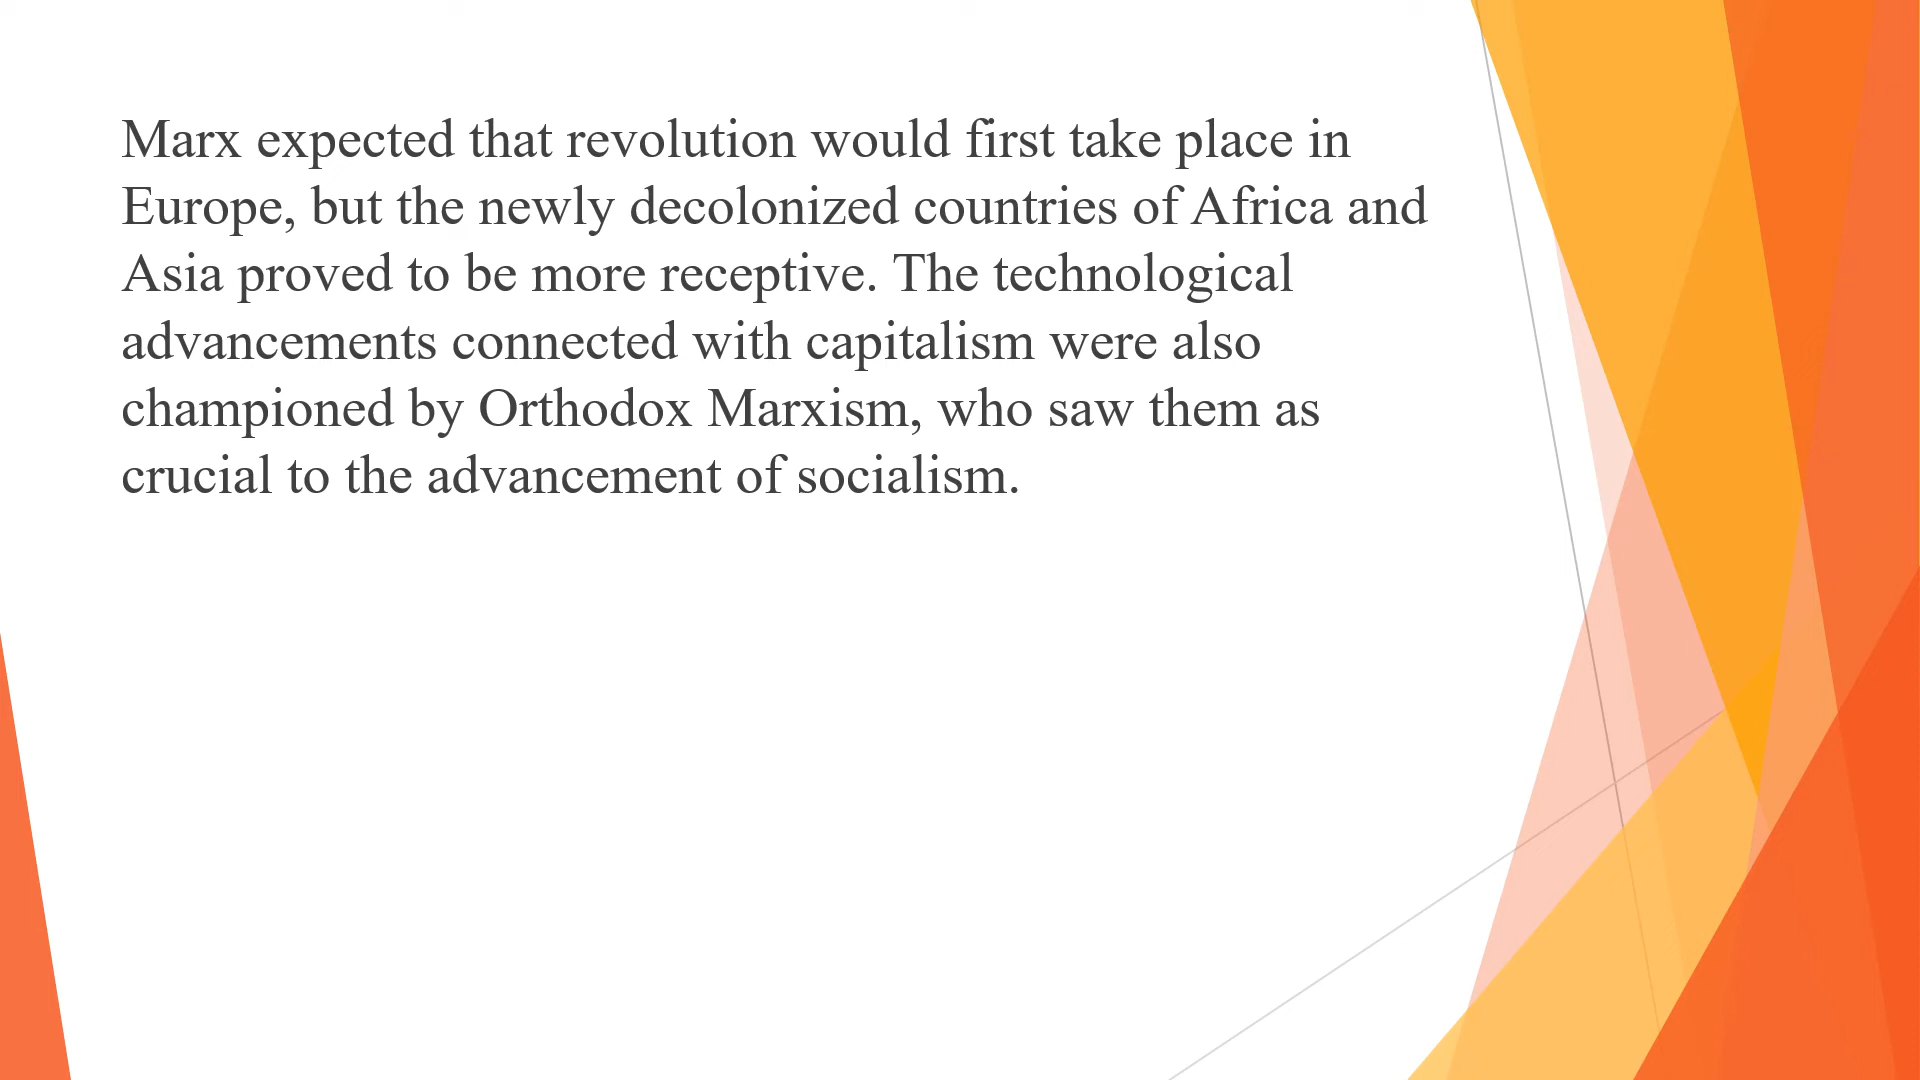 Marx expected that revolution would first take place in
Europe, but the newly decolonized countries of Africa and
Asia proved to be more receptive. The technological
advancements connected with capitalism were also
championed by Orthodox Marxism, who saw them as
crucial to the advancement of socialism.